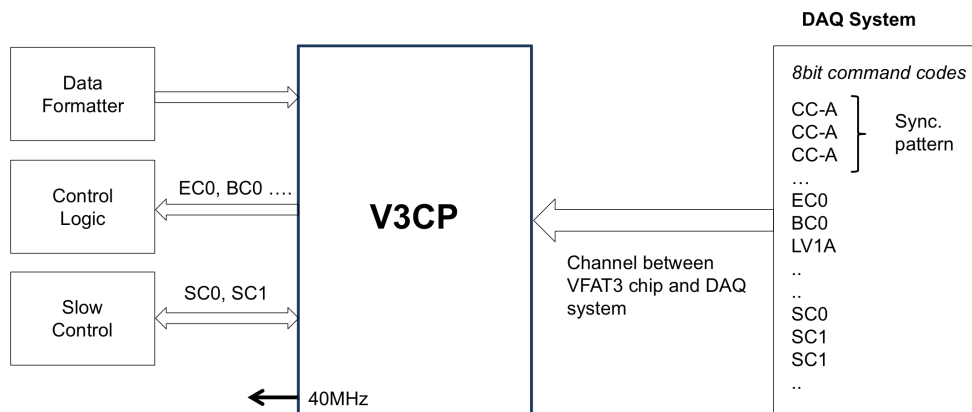 DAQ System
8bit command codes
CC-A
CC-A
CC-A
Sync.
pattern
...
EC0
BC0
LV1A
..
..
SC0
SC1
SC1
..
Data
Formatter
Control
Logic
EC0, BC0 ....
Slow
Control
SC0, SC1
V3CP
40MHz
Channel between
VFAT3 chip and DAQ
system